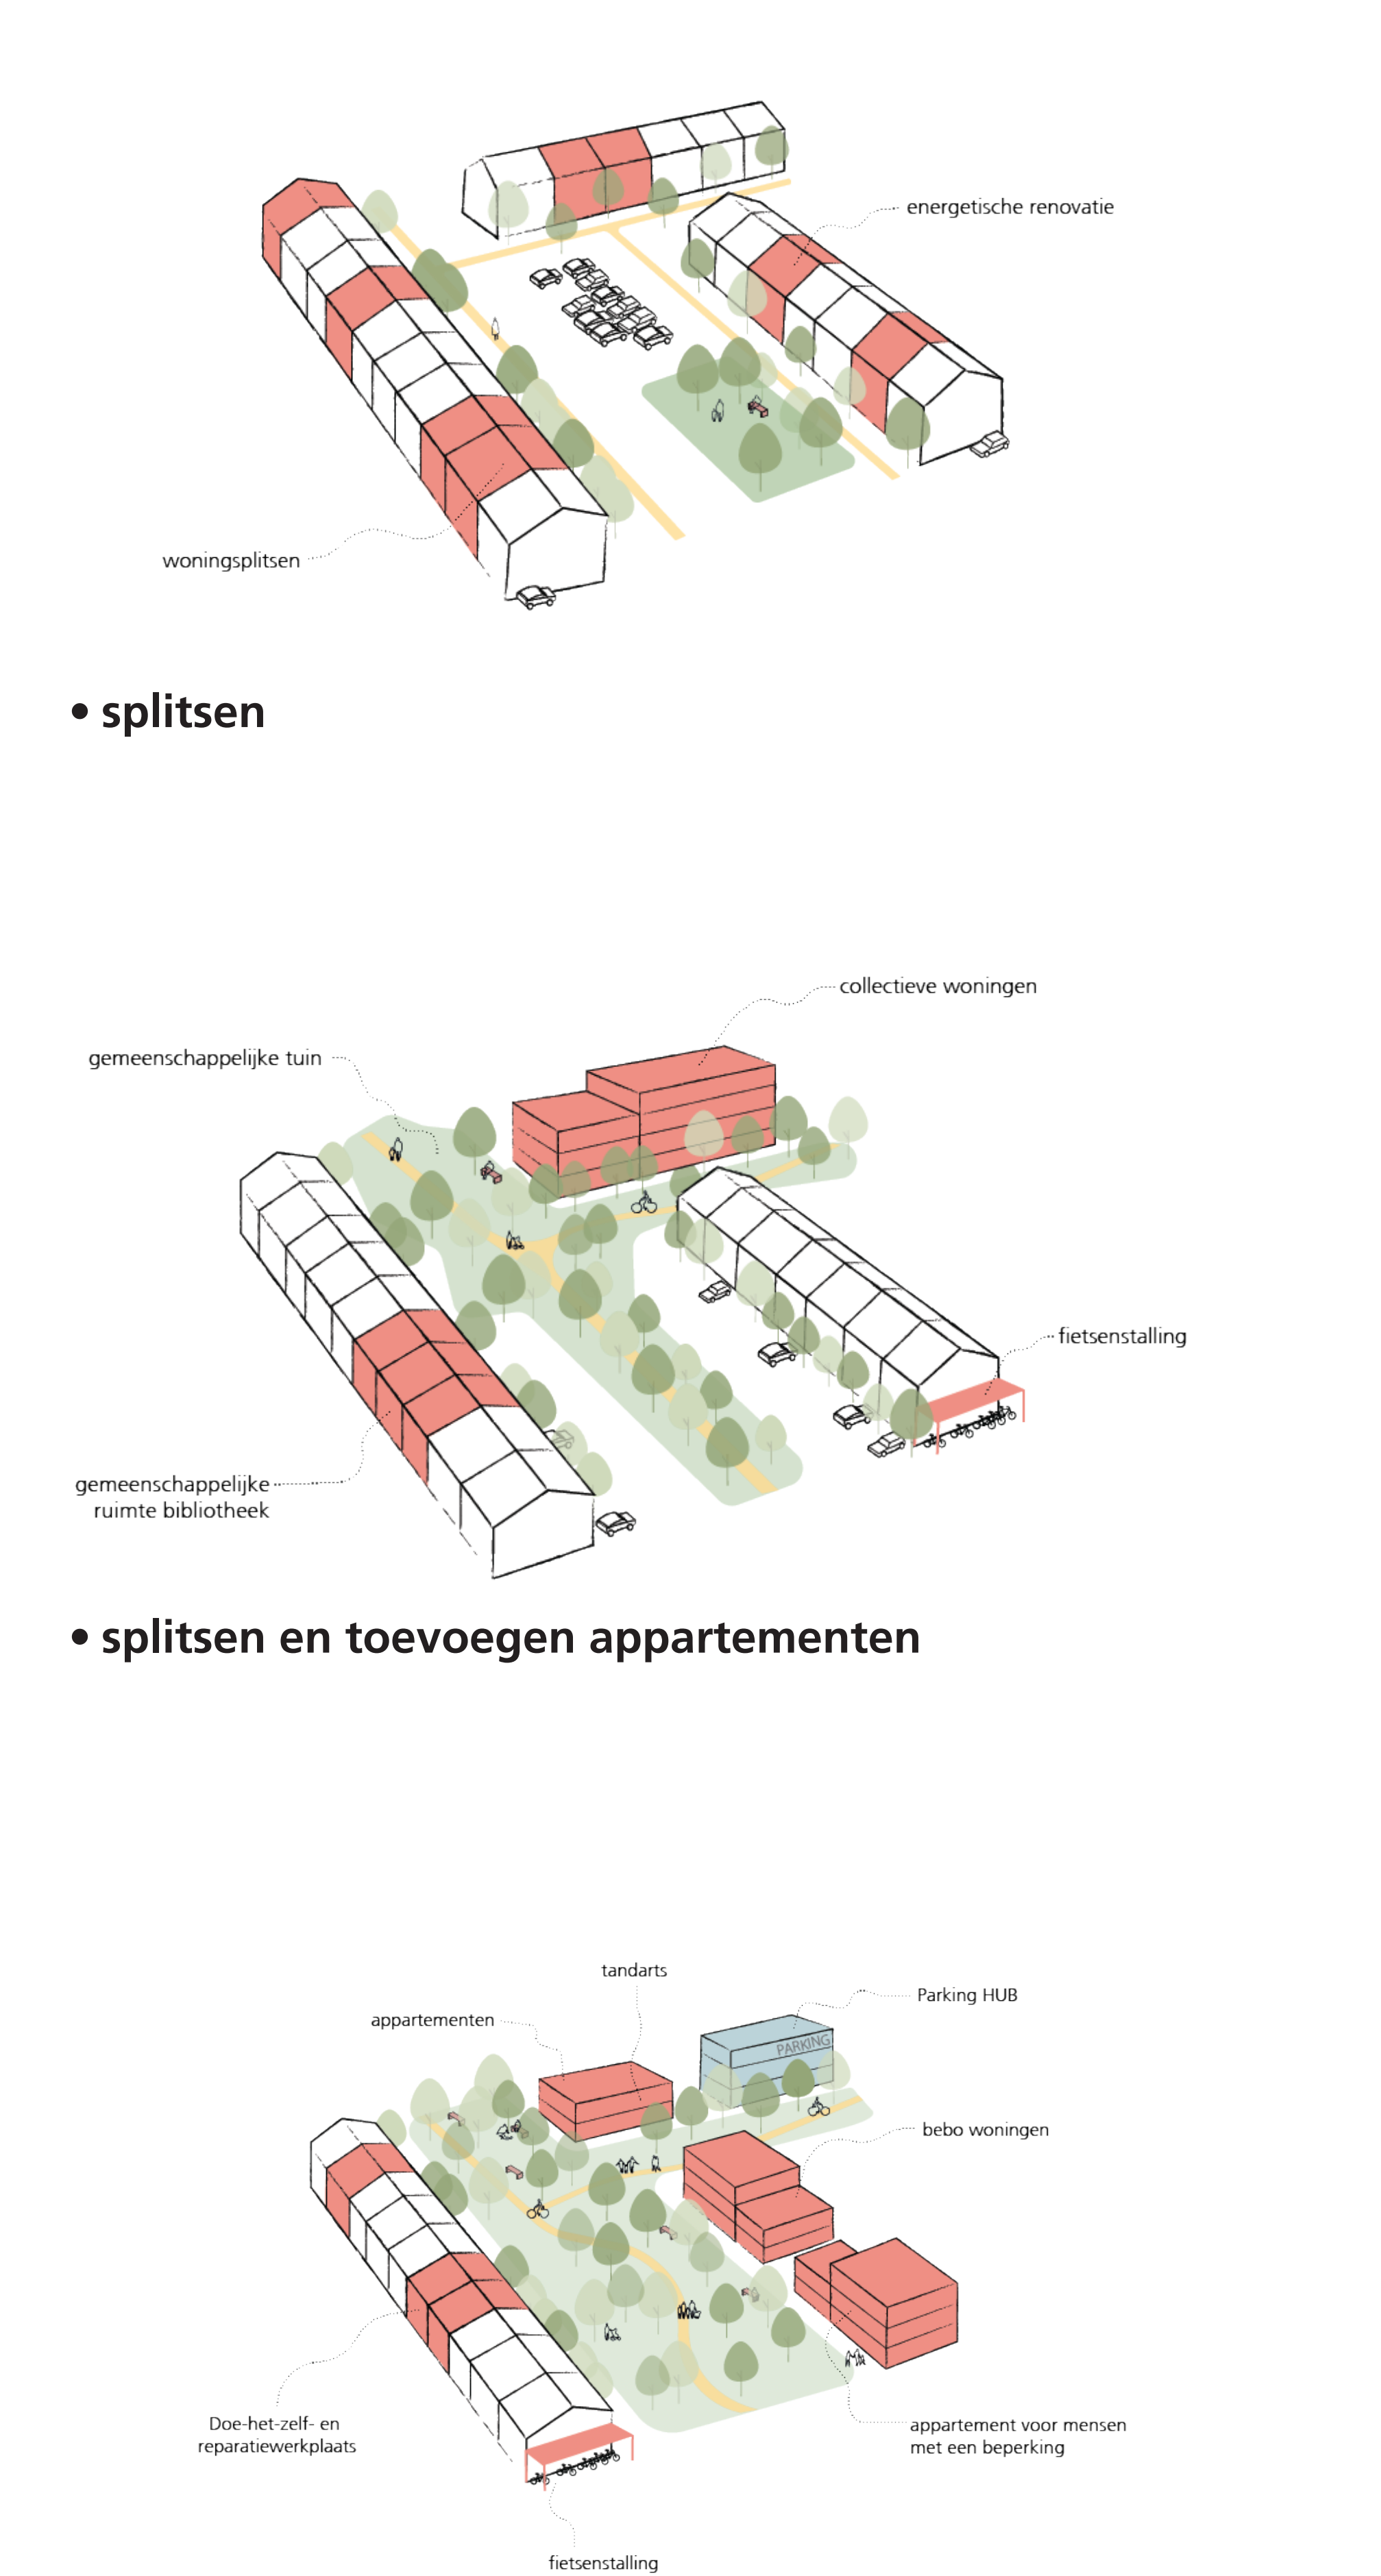 energetische renovatie
woningsplitsen
• splitsen
collectieve woningen
gemeenschappelijke tuin
fietsenstalling
gemeenschappelijke
ruimte bibliotheek
• splitsen en toevoegen appartementen
tandarts
Parking HUB
appartementen
PARKING
bebo woningen
Doe-het-zelf- en
reparatiewerkplaats
appartement voor mensen
met een beperking
fietsenstalling